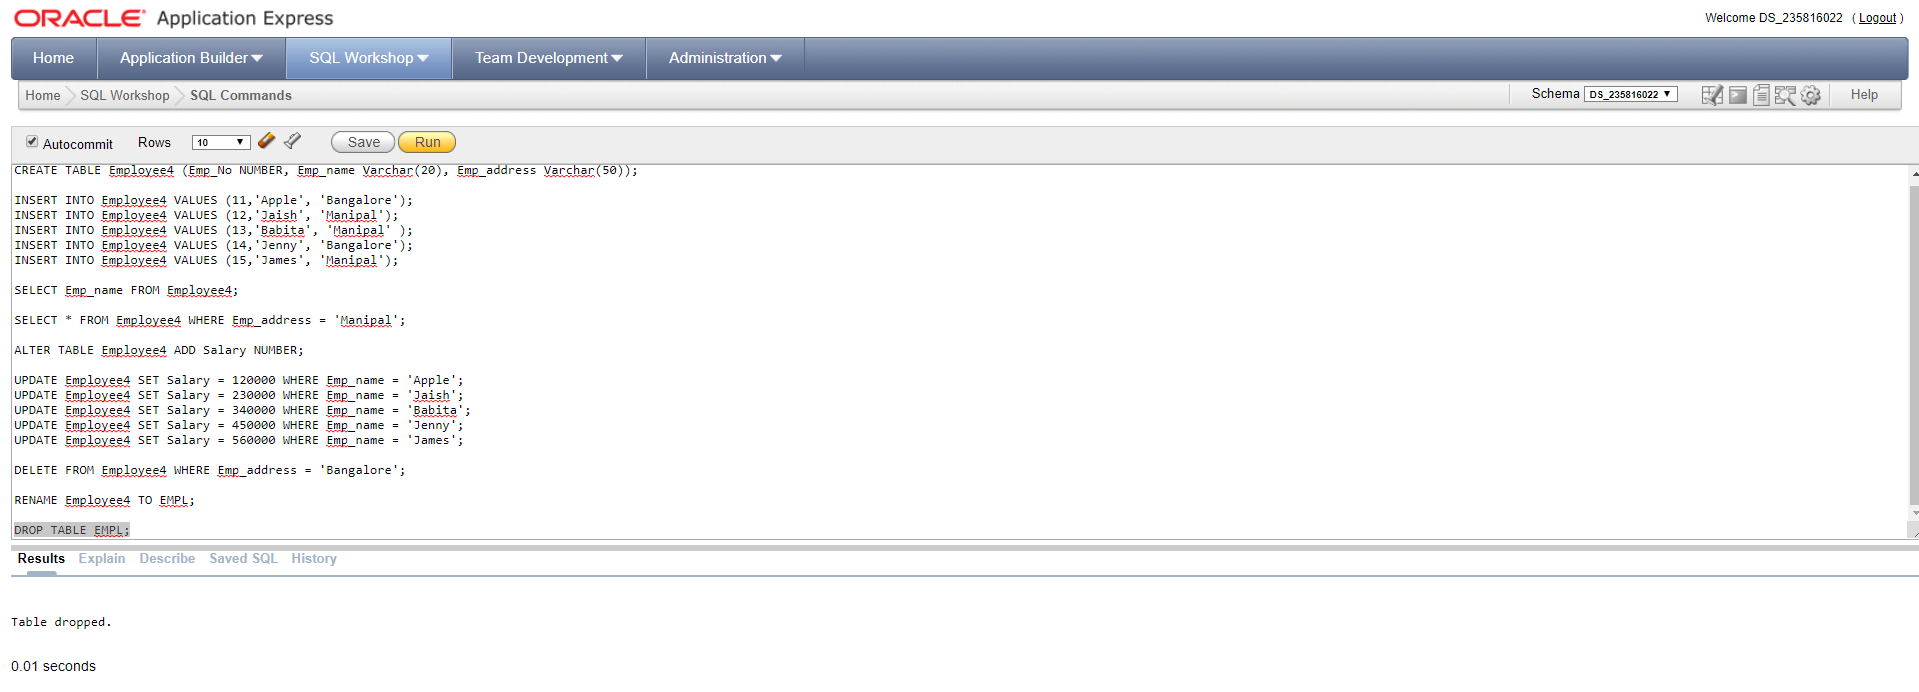 ORACLE Application Express
Welcome DS_235816022 ( Logout )
Home Application Builder SQL Workshop Team Development Administration
Home SQL Workshop SQL Commands Schema DS_235816022 Help
Autocommit Rows 10 Save Run
CREATE TABLE Employee4 (Emp_No NUMBER, Emp_name Varchar(20), Emp_address Varchar(50));
INSERT INTO Employee4 VALUES (11,'Apple', 'Bangalore');
INSERT INTO Employee4 VALUES (12,'Jaish', 'Manipal');
INSERT INTO Employee4 VALUES (13,'Babita', 'Manipal' );
INSERT INTO Employee4 VALUES (14,'Jenny', 'Bangalore');
INSERT INTO Employee4 VALUES (15,'James', 'Manipal');
SELECT Emp_name FROM Employee4;
SELECT * FROM Employee4 WHERE Emp_address = 'Manipal';
ALTER TABLE Employee4 ADD Salary NUMBER;
UPDATE Employee4 SET Salary = 120000 WHERE Emp_name = 'Apple';
UPDATE Employee4 SET Salary = 230000 WHERE Emp_name = 'Jaish';
UPDATE Employee4 SET Salary = 340000 WHERE Emp_name = 'Babita';
UPDATE Employee4 SET Salary = 450000 WHERE Emp_name = 'Jenny';
UPDATE Employee4 SET Salary = 560000 WHERE Emp_name = 'James';
DELETE FROM Employee4 WHERE Emp_address = 'Bangalore';
RENAME Employee4 TO EMPL;
DROP TABLE EMPL;
Results Explain Describe Saved SQL History
Table dropped.
0.01 seconds